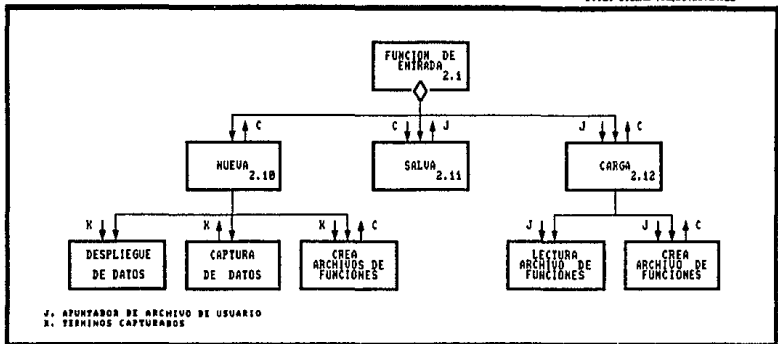 FUNCION DE
ENTRADA
2.1
C
C
J
J
C
NUEVA
2.10
SALVA
2.11
CARGA
2.12
K
K
K
C
J
J
C
DESPLIEGUE
DE DATOS
CAPTURA
DE DATOS
CREA
ARCHIVOS DE
FUNCIONES
LECTURA
ARCHIVO DE
FUNCIONES
CREA
ARCHIVO DE
FUNCIONES
J. APUNTADOR DE ARCHIVO DE USUARIO
K. TERMINOS CAPTURADOS